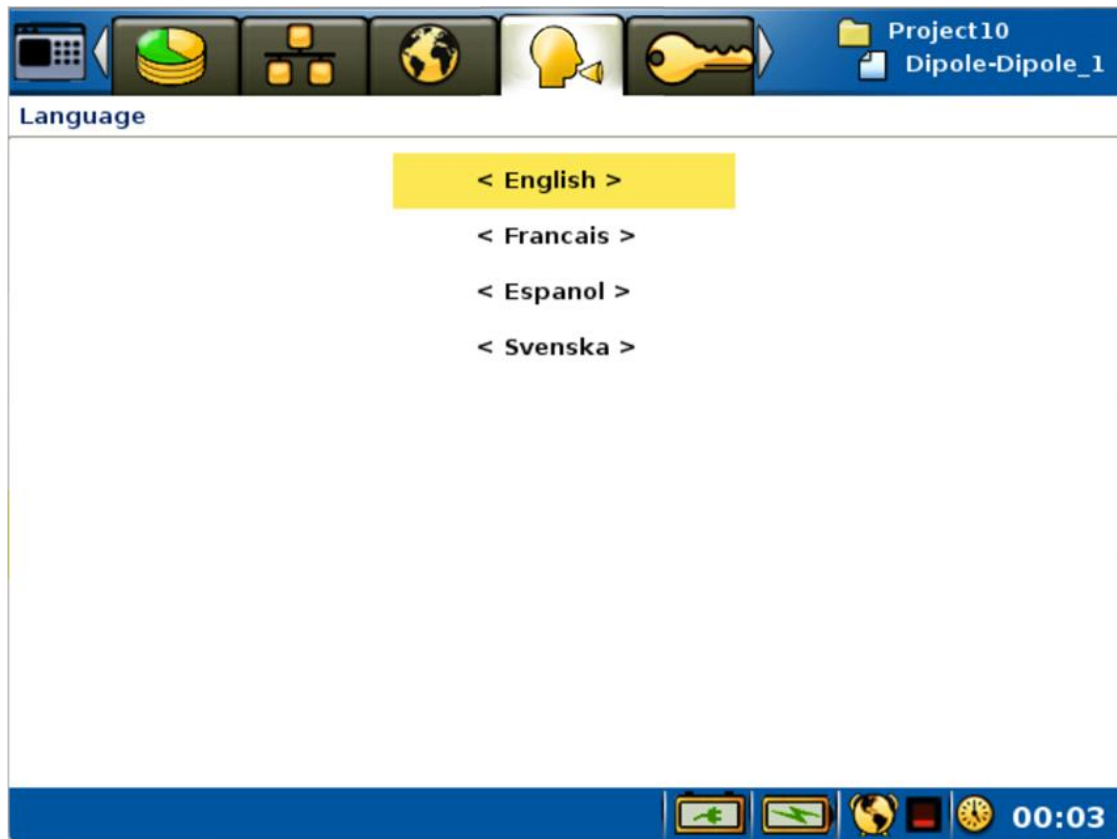 Project10
Dipole-Dipole_1
Language
< English >
< Francais >
< Espanol >
< Svenska >
00:03